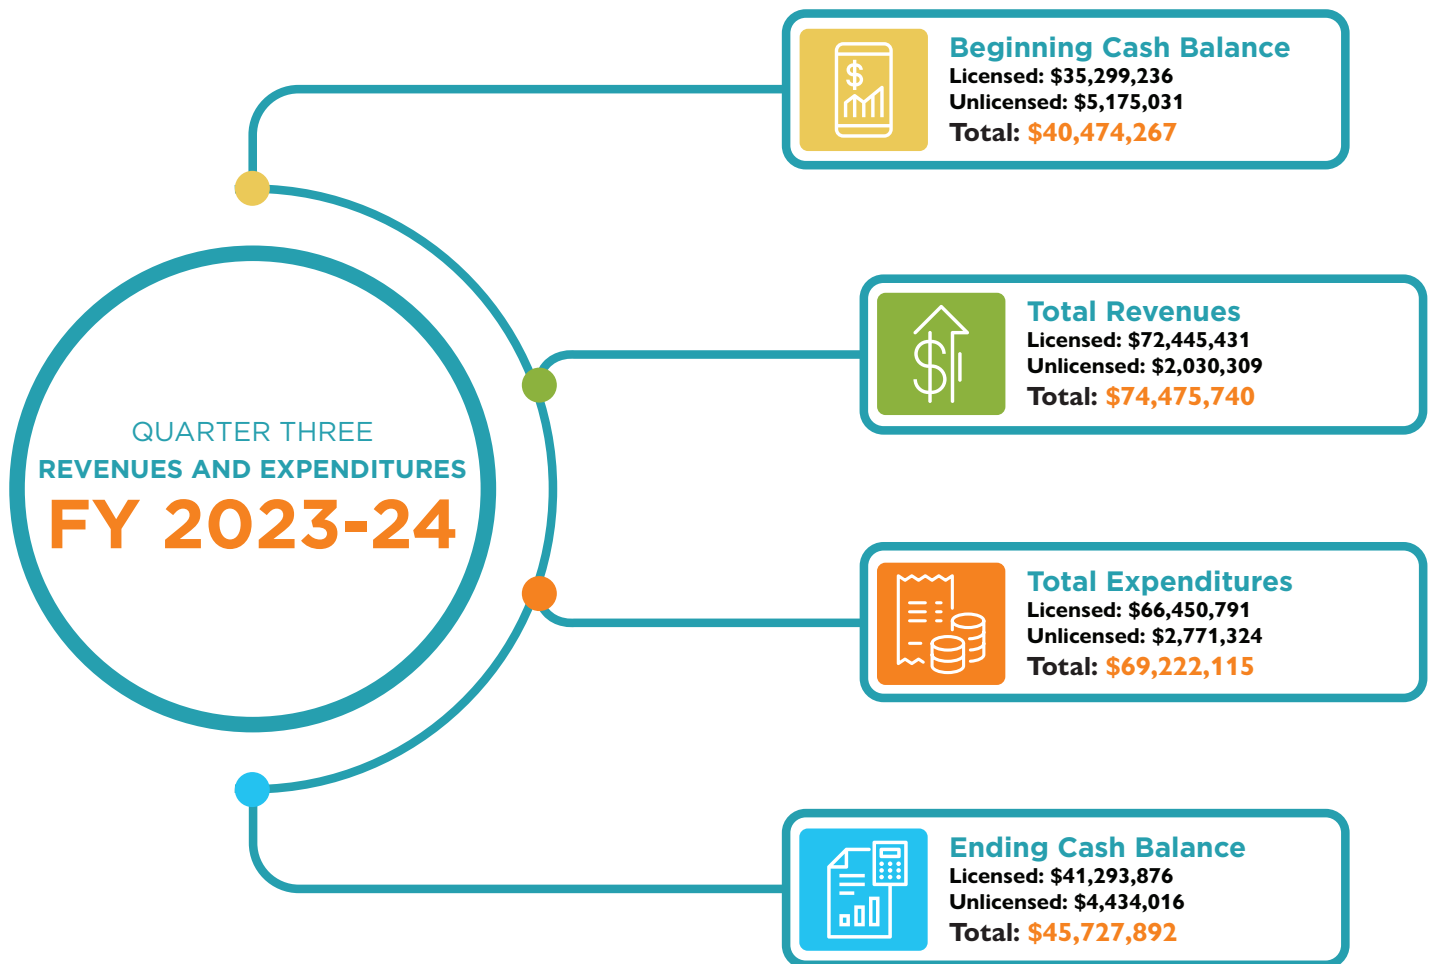 Beginning Cash Balance
Licensed: $35,299,236
Unlicensed: $5,175,031
Total: $40,474,267
Total Revenues
Licensed: $72,445,431
Unlicensed: $2,030,309
Total: $74,475,740
QUARTER THREE
REVENUES AND EXPENDITURES
FY 2023-24
Total Expenditures
Licensed: $66,450,791
Unlicensed: $2,771,324
Total: $69,222,115
Ending Cash Balance
Licensed: $41,293,876
Unlicensed: $4,434,016
Total: $45,727,892